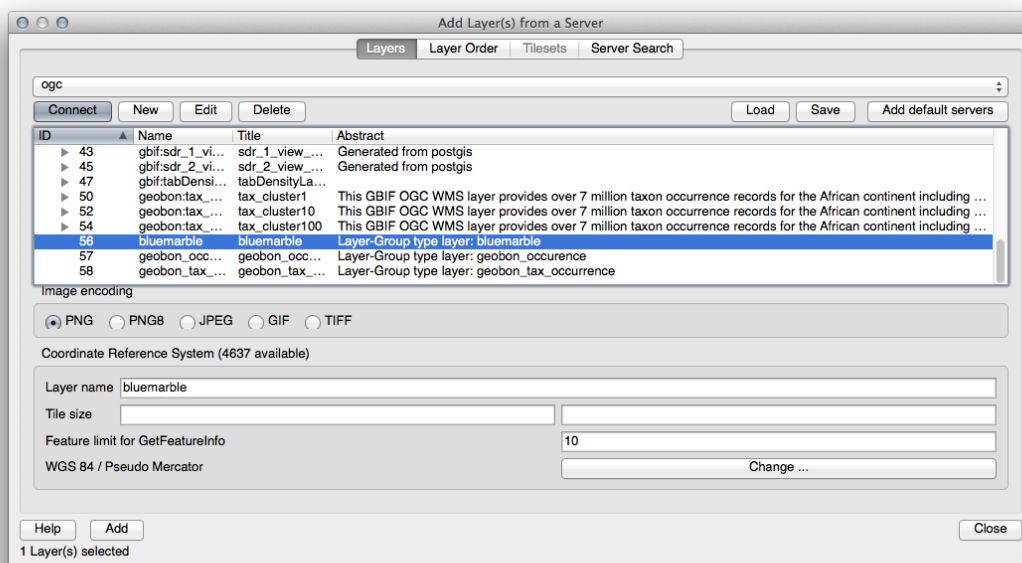 Add Layer(s) from a Server
Layers Layer Order Tilesets Server Search
ogc
Connect New Edit Delete Load Save Add default servers
ID Name Title Abstract
43 gbif:sdr_1_vi... sdr_1_view_... Generated from postgis
45 gbif:sdr_2_vi... sdr_2_view_... Generated from postgis
47 gbif:tabDensi... tabDensityLa...
50 geobon:tax_... tax_cluster1 This GBIF OGC WMS layer provides over 7 million taxon occurrence records for the African continent including ...
52 geobon:tax_... tax_cluster10 This GBIF OGC WMS layer provides over 7 million taxon occurrence records for the African continent including ...
54 geobon:tax_... tax_cluster100 This GBIF OGC WMS layer provides over 7 million taxon occurrence records for the African continent including ...
56 bluemarble bluemarble Layer-Group type layer: bluemarble
57 geobon_occ... geobon_oc... Layer-Group type layer: geobon_occurence
58 geobon_tax_... geobon_tax_... Layer-Group type layer: geobon_tax_occurrence
Image encoding
PNG PNG8 JPEG GIF TIFF
Coordinate Reference System (4637 available)
Layer name bluemarble
Tile size
Feature limit for GetFeatureInfo 10
WGS 84 / Pseudo Mercator Change ...
Help Add Close
1 Layer(s) selected